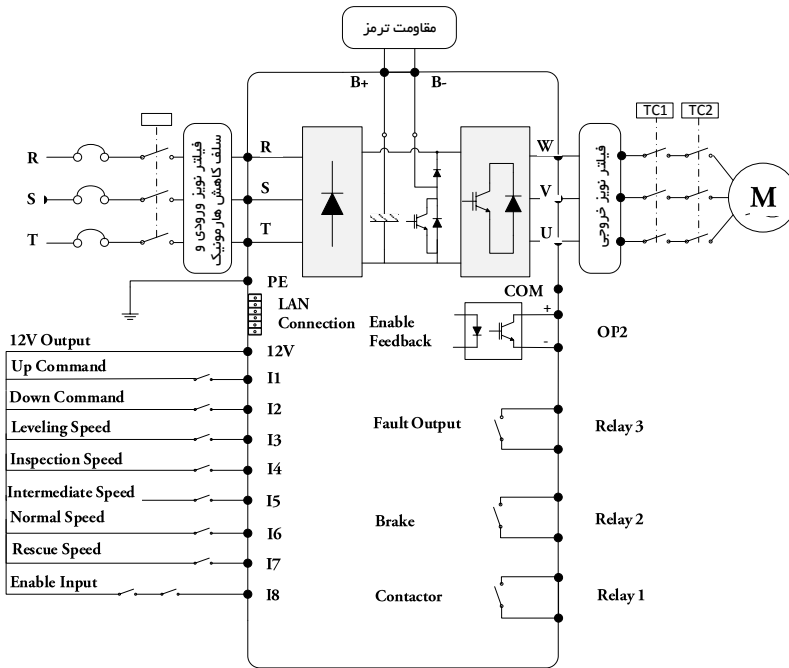 مقاومت ترمز
B+
B-
TC1
TC2
R
S
T
فیلتر نویز ورودی و
سلف کاهش هارمونیک
R
S
T
W
V
U
فیلتر نویز خروجی
M
PE
LAN
Connection
COM
Enable
Feedback
+
-
OP2
12V Output
12V
Up Command
I1
Down Command
I2
Leveling Speed
I3
Inspection Speed
I4
Intermediate Speed
I5
Normal Speed
I6
Rescue Speed
I7
Enable Input
I8
Fault Output
Relay 3
Brake
Relay 2
Contactor
Relay 1